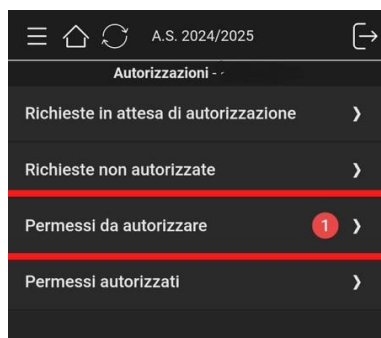 A.S. 2024/2025
Autorizzazioni -
Richieste in attesa di autorizzazione
Richieste non autorizzate
Permessi da autorizzare 1
Permessi autorizzati